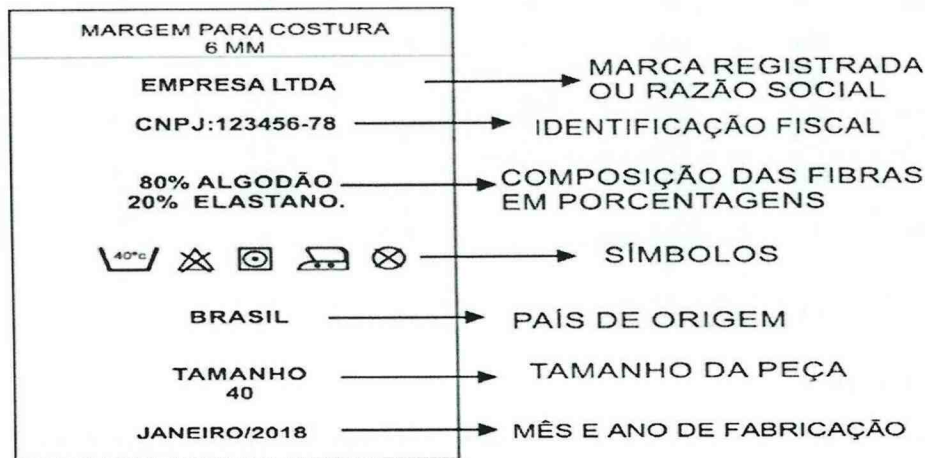 MARGEM PARA COSTURA
6 MM
EMPRESA LTDA
MARCA REGISTRADA
OU RAZÃO SOCIAL
CNPJ:123456-78
IDENTIFICAÇÃO FISCAL
80% ALGODÃO
20% ELASTANO.
COMPOSIÇÃO DAS FIBRAS
EM PORCENTAGENS
40°c
SÍMBOLOS
BRASIL
PAÍS DE ORIGEM
TAMANHO
40
TAMANHO DA PEÇA
JANEIRO/2018
MÊS E ANO DE FABRICAÇÃO